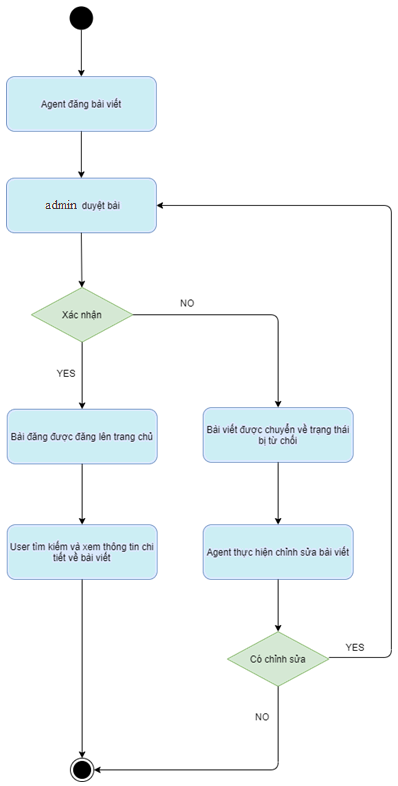 Agent đăng bài viết
admin duyệt bài
Xác nhận
NO
YES
Bài đăng được đăng lên trang chủ
Bài viết được chuyển về trạng thái
bị từ chối
User tìm kiếm và xem thông tin chi
tiết về bài viết
Agent thực hiện chỉnh sửa bài viết
Có chỉnh sửa
YES
NO